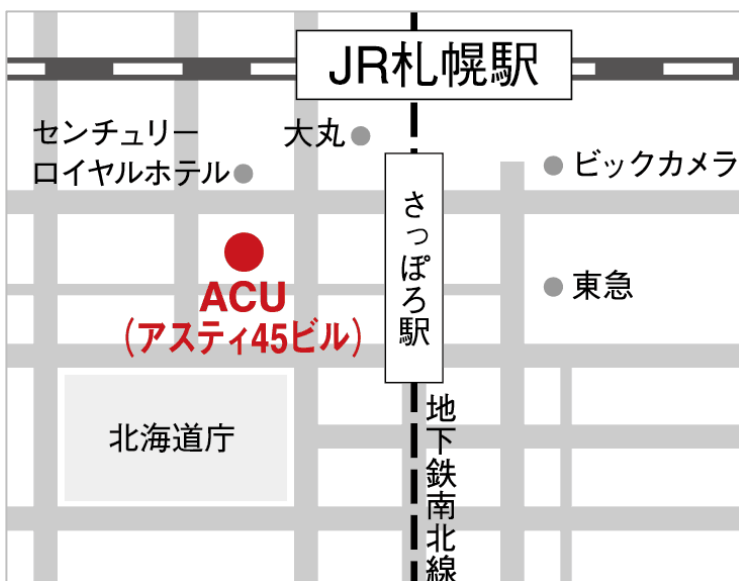 JR札幌駅
センチュリー
ロイヤルホテル
大丸
ビックカメラ
さっぽろ駅
ACU
(アスティ45ビル)
東急
北海道庁
地下鉄南北線